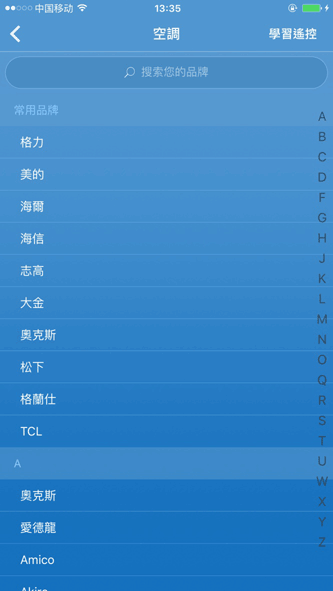 中国移动 13:35
空調 學習遙控
搜索您的品牌
常用品牌
格力
美的
海爾
海信
志高
大金
奧克斯
松下
格蘭仕
TCL
A
奧克斯
愛德龍
Amico
Akira
A
B
C
D
F
G
H
J
K
L
M
N
O
Q
R
S
T
U
W
X
Y
Z